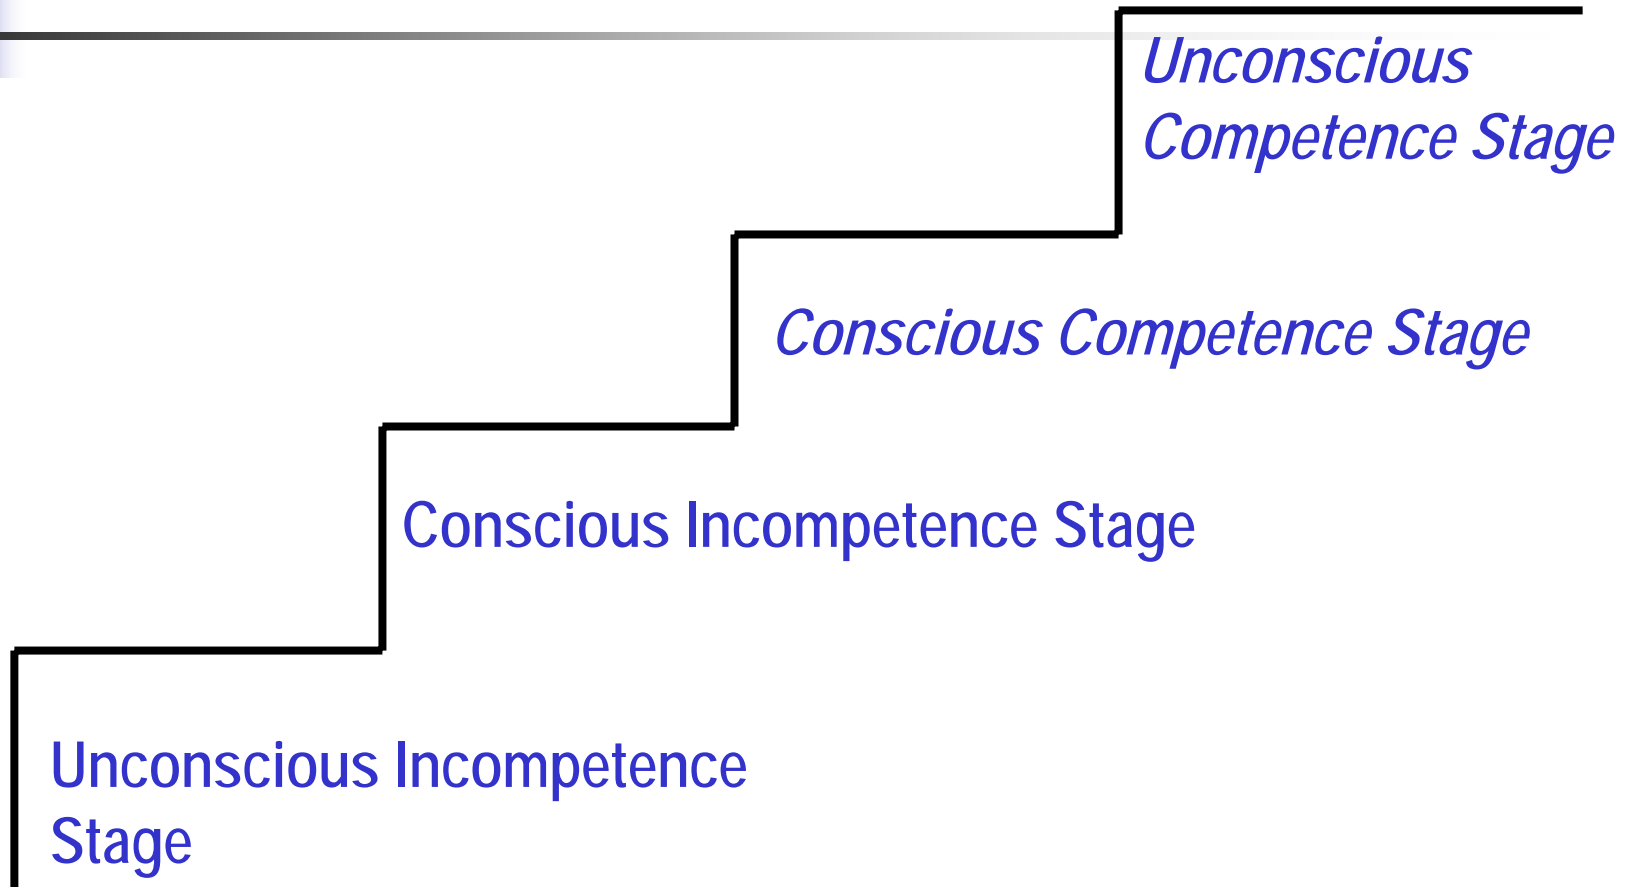 Unconscious
Competence Stage
Conscious Competence Stage
Conscious Incompetence Stage
Unconscious Incompetence
Stage